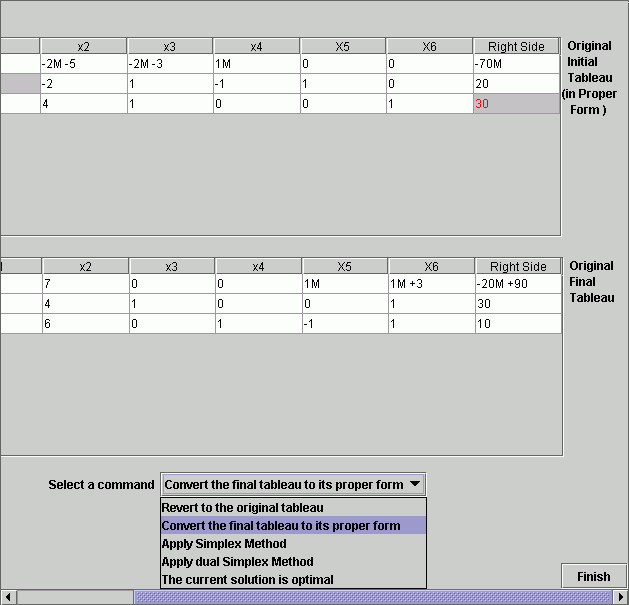 x2 x3 x4 X5 X6 Right Side
-2M -5 -2M -3 1M 0 0 -70M
-2 1 -1 1 0 20
4 1 0 0 1 30
Original
Initial
Tableau
(in Proper
Form )
x2 x3 x4 X5 X6 Right Side
7 0 0 1M 1M +3 -20M +90
4 1 0 0 1 30
6 0 1 -1 1 10
Original
Final
Tableau
Select a command Convert the final tableau to its proper form
Revert to the original tableau
Convert the final tableau to its proper form
Apply Simplex Method
Apply dual Simplex Method
The current solution is optimal
Finish